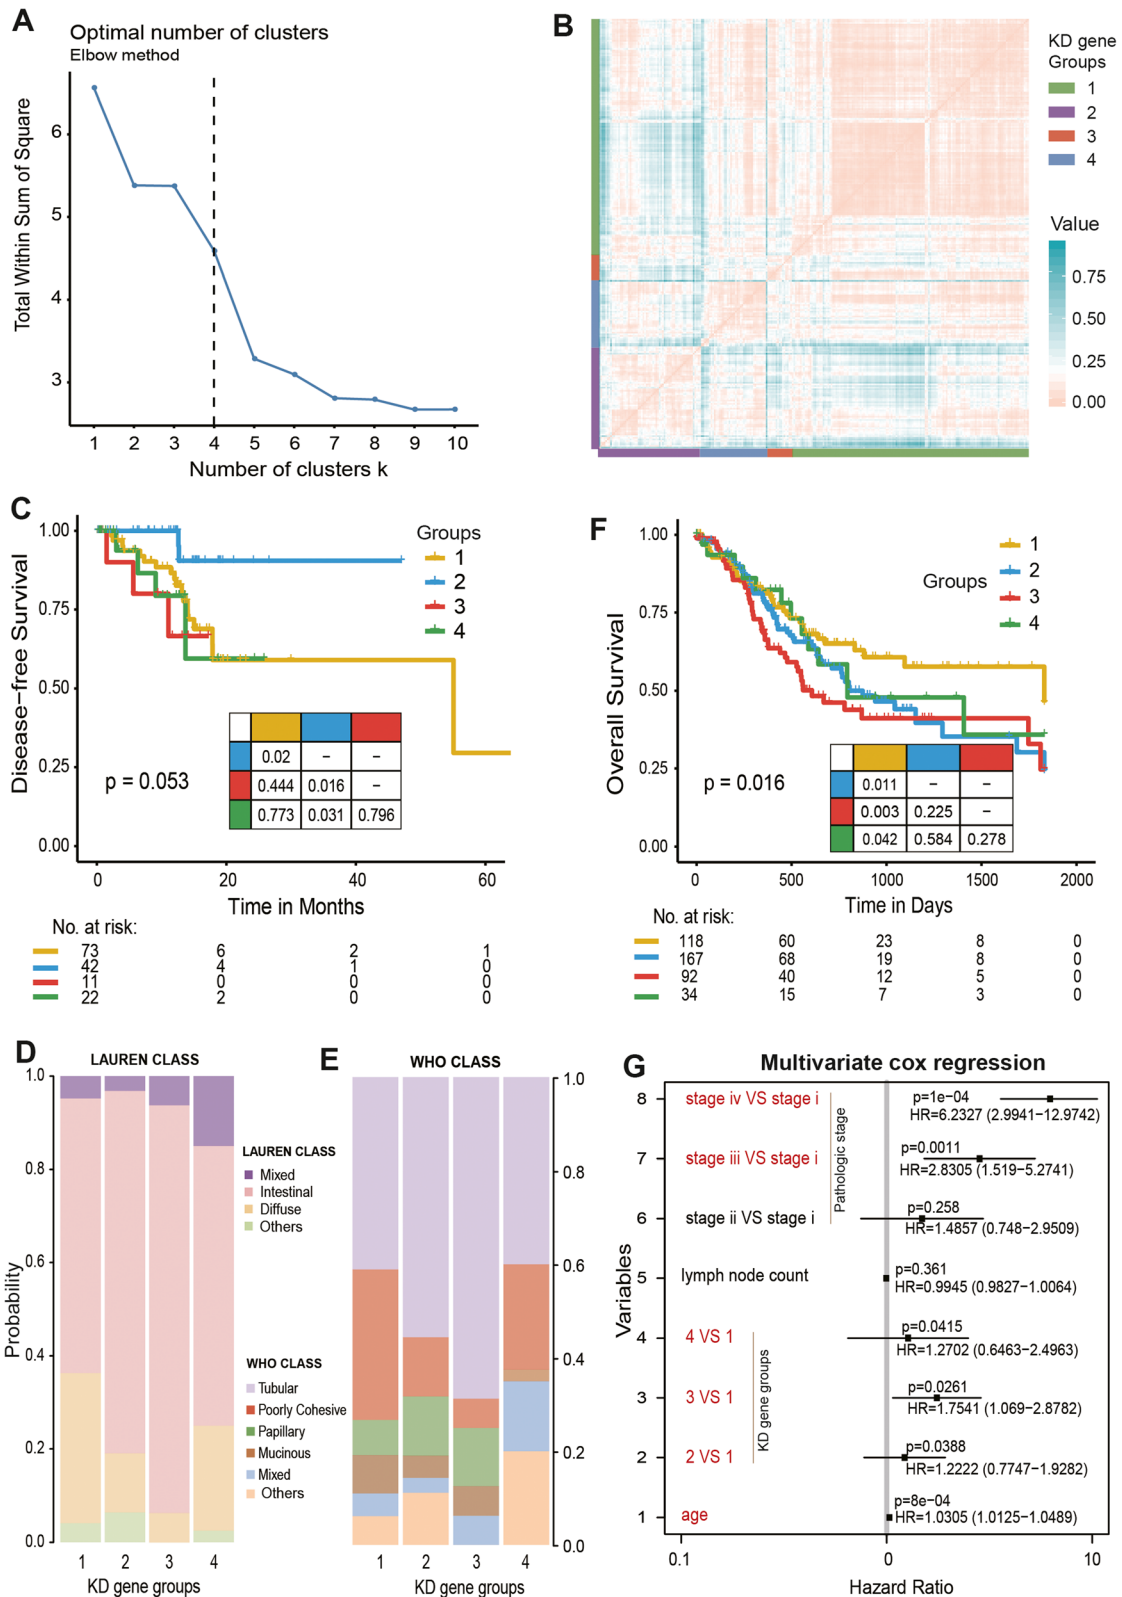 A
Optimal number of clusters
Elbow method
Total Within Sum of Square
6
5
4
3
1 2 3 4 5 6 7 8 9 10
Number of clusters k
B
KD gene
Groups
1
2
3
4
Value
0.75
0.50
0.25
0.00
C
Disease-free Survival
1.00
0.75
0.50
0.25
0.00
Groups
1
2
3
4
p = 0.053
0.02 – –
0.444 0.016 –
0.773 0.031 0.796
0 20 40 60
Time in Months
No. at risk:
73 6 2 1
42 4 1 0
11 0 0 0
22 2 0 0
F
Overall Survival
1.00
0.75
0.50
0.25
0.00
Groups
1
2
3
4
p = 0.016
0.011 – –
0.003 0.225 –
0.042 0.584 0.278
0 500 1000 1500 2000
Time in Days
No. at risk:
118 60 23 8 0
167 68 19 8 0
92 40 12 5 0
34 15 7 3 0
D
LAUREN CLASS
Probability
1.0
0.8
0.6
0.4
0.2
0.0
1 2 3 4
KD gene groups
LAUREN CLASS
Mixed
Intestinal
Diffuse
Others
WHO CLASS
Tubular
Poorly Cohesive
Papillary
Mucinous
Mixed
Others
E
WHO CLASS
1.0
0.8
0.6
0.4
0.2
0.0
1 2 3 4
KD gene groups
G
Multivariate cox regression
Variables
8
7
6
5
4
3
2
1
stage iv VS stage i
p=1e-04
HR=6.2327 (2.9941-12.9742)
stage iii VS stage i
p=0.0011
HR=2.8305 (1.519-5.2741)
stage ii VS stage i
p=0.258
HR=1.4857 (0.748-2.9509)
Pathologic stage
lymph node count
p=0.361
HR=0.9945 (0.9827-1.0064)
4 VS 1
p=0.0415
HR=1.2702 (0.6463-2.4963)
3 VS 1
p=0.0261
HR=1.7541 (1.069-2.8782)
2 VS 1
p=0.0388
HR=1.2222 (0.7747-1.9282)
KD gene groups
age
p=8e-04
HR=1.0305 (1.0125-1.0489)
0.1 0 10
Hazard Ratio